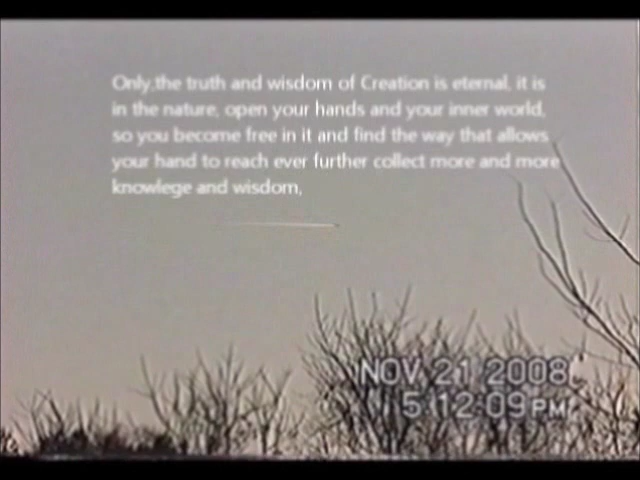 Only,the truth and wisdom of Creation is eternal, it is
in the nature, open your hands and your inner world,
so you become free in it and find the way that allows
your hand to reach ever further collect more and more
knowlege and wisdom,
NOV 21 2008
5:12:09 PM